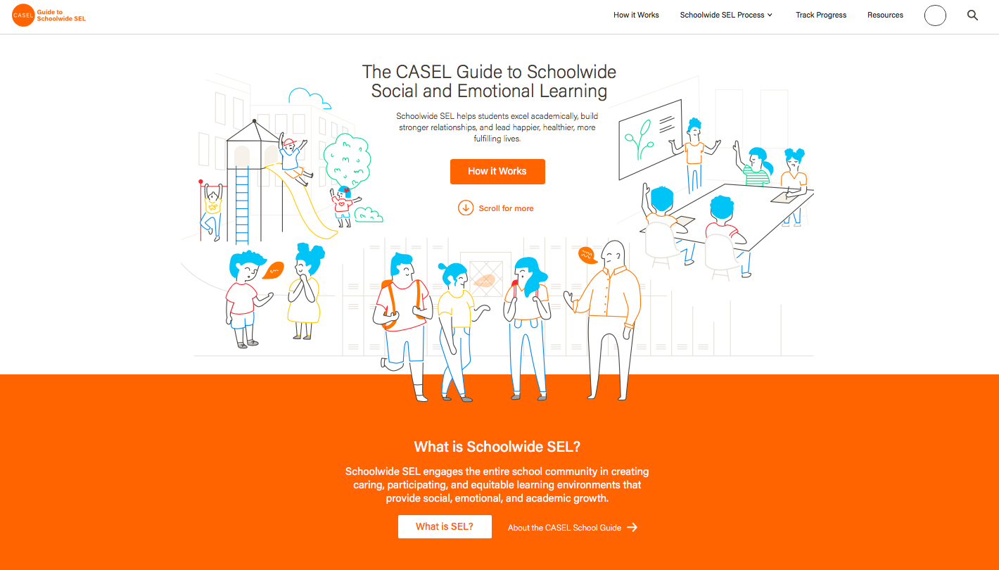 CASEL
Guide to
Schoolwide SEL
How it Works
Schoolwide SEL Process
Track Progress
Resources
The CASEL Guide to Schoolwide
Social and Emotional Learning
Schoolwide SEL helps students excel academically, build
stronger relationships, and lead happier, healthier, more
fulfilling lives.
How it Works
Scroll for more
What is Schoolwide SEL?
Schoolwide SEL engages the entire school community in creating
caring, participating, and equitable learning environments that
provide social, emotional, and academic growth.
What is SEL?
About the CASEL School Guide